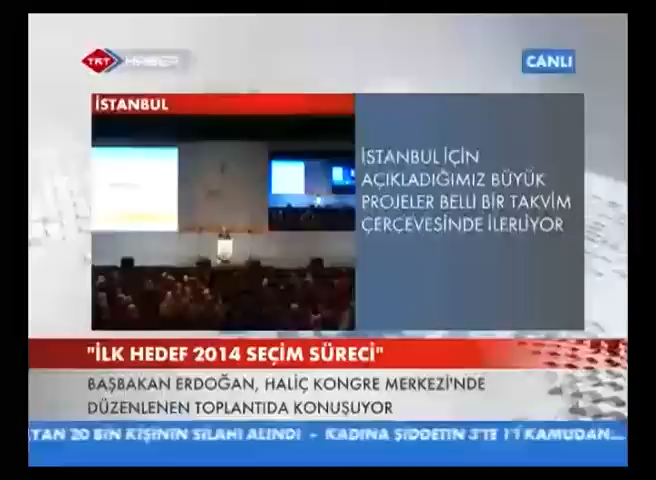 TRT HABER
CANLI
İSTANBUL
İSTANBUL İÇİN
AÇIKLADIĞIMIZ BÜYÜK
PROJELER BELLİ BİR TAKVİM
ÇERÇEVESİNDE İLERLİYOR
"İLK HEDEF 2014 SEÇİM SÜRECİ"
BAŞBAKAN ERDOĞAN, HALİÇ KONGRE MERKEZİ'NDE
DÜZENLENEN TOPLANTIDA KONUŞUYOR
TAN 20 BİN KİŞİNİN SİLAHI ALINDI - KADINA ŞİDDETİN 3'TE 1'İ KAMUDAN...